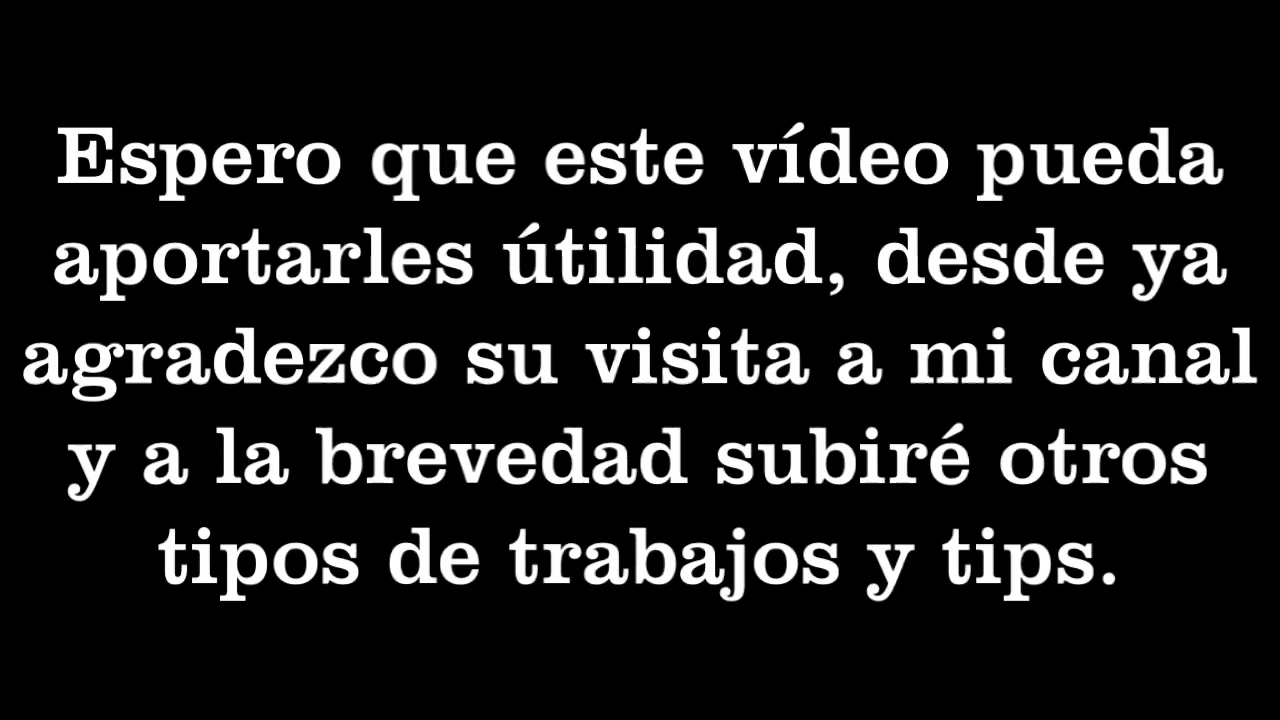 Espero que este vídeo pueda
aportarles útilidad, desde ya
agradezco su visita a mi canal
y a la brevedad subiré otros
tipos de trabajos y tips.